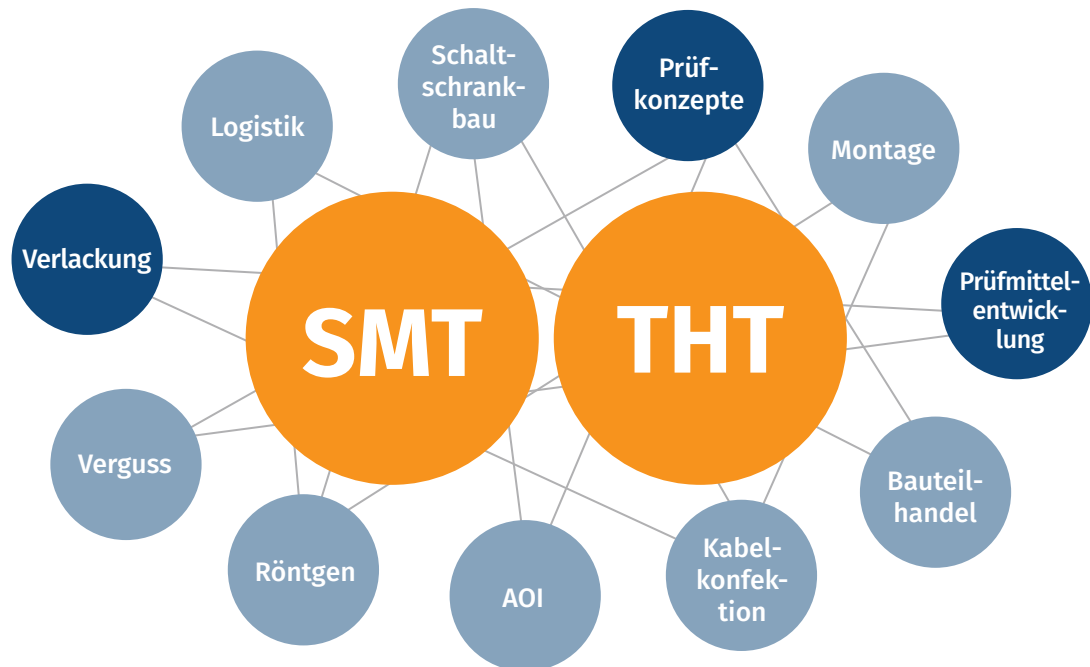 Schalt-
schrank-
bau
Prüf-
konzepte
Logistik
Montage
Verlackung
Prüfmittel-
entwick-
lung
SMT
THT
Verguss
Bauteil-
handel
Röntgen
AOI
Kabel-
konfek-
tion